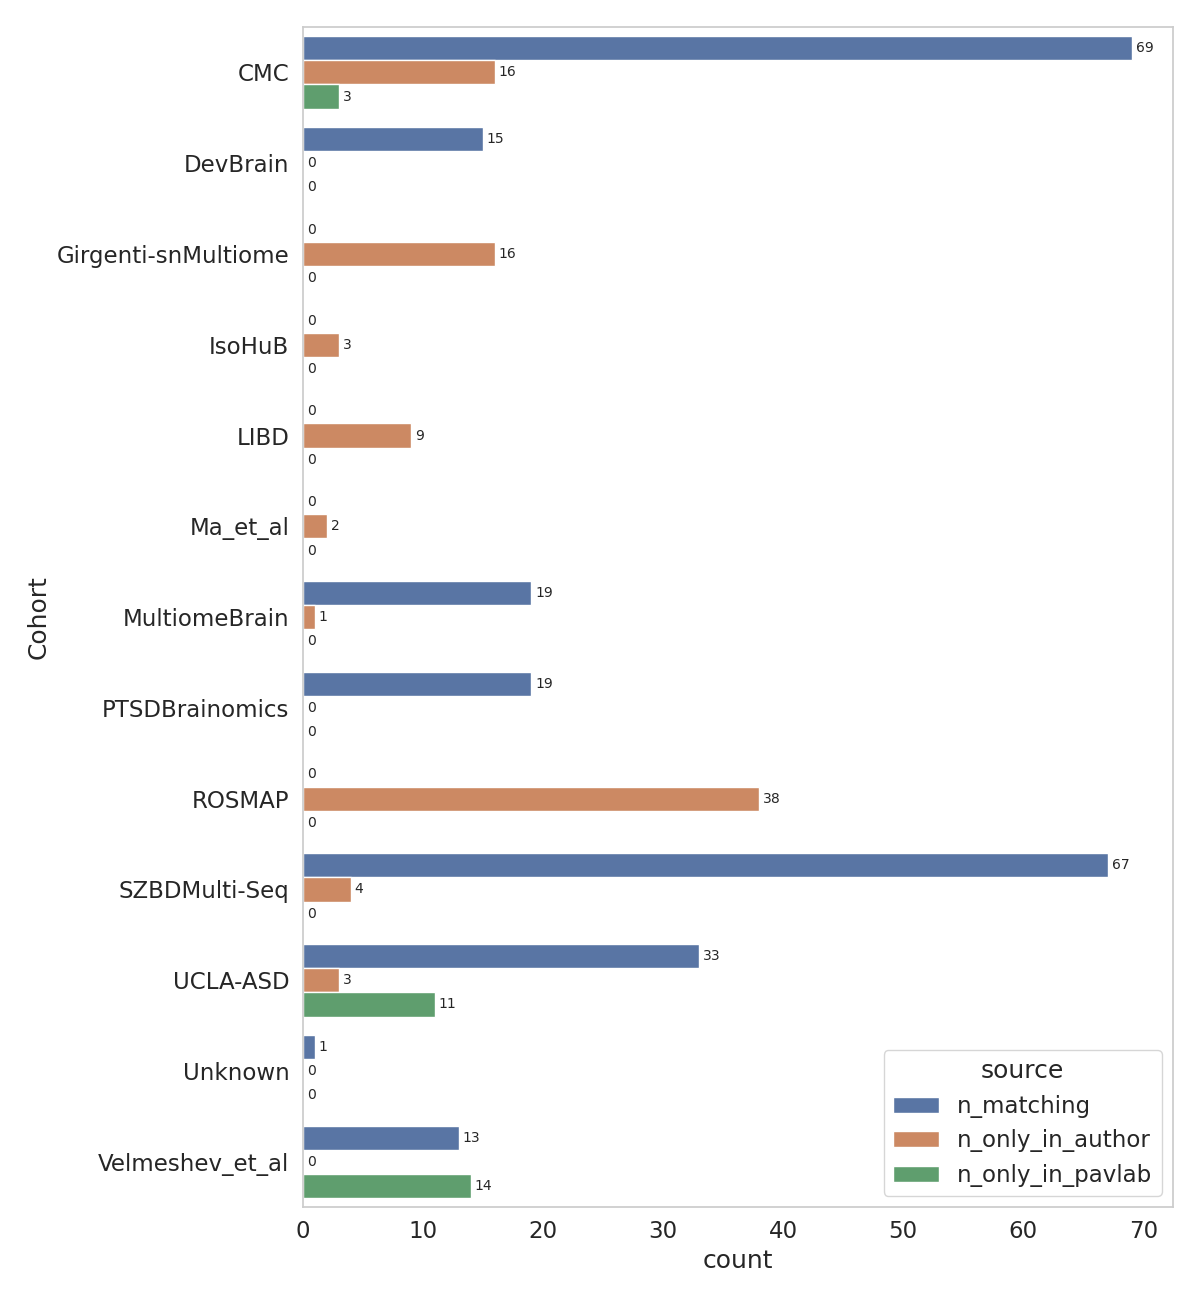 CMC
69
16
3
DevBrain
15
0
0
Girgenti-snMultiome
0
16
0
IsoHuB
0
3
0
LIBD
0
9
0
Ma_et_al
0
2
0
MultiomeBrain
19
1
0
PTSDBrainomics
19
0
0
ROSMAP
0
38
0
SZBDMulti-Seq
67
4
0
UCLA-ASD
33
3
11
Unknown
1
0
0
Velmeshev_et_al
13
0
14
Cohort
source
n_matching
n_only_in_author
n_only_in_pavlab
0 10 20 30 40 50 60 70
count